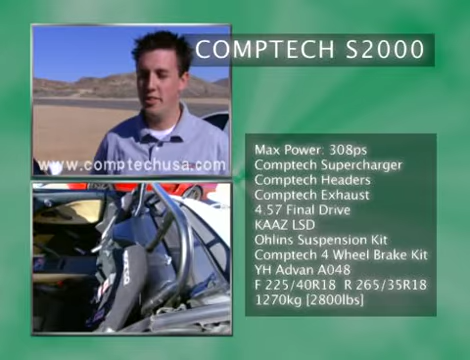 COMPTECH S2000
www.comptechusa.com
Max Power: 308ps
Comptech Supercharger
Comptech Headers
Comptech Exhaust
4.57 Final Drive
KAAZ LSD
Ohlins Suspension Kit
Comptech 4 Wheel Brake Kit
YH Advan A048
F 225/40R18 R 265/35R18
1270kg [2800lbs]